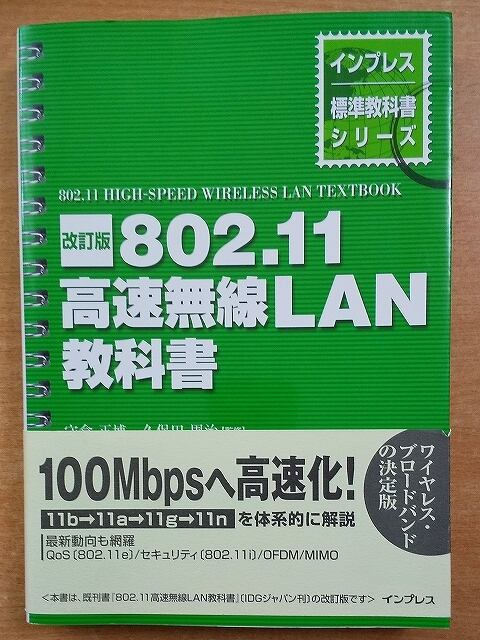 インプレス
標準教科書
シリーズ
802.11 HIGH-SPEED WIRELESS LAN TEXTBOOK
改訂版
802.11
高速無線LAN
教科書
ワイヤレス・
ブロードバンド
の決定版
100Mbpsへ高速化!
11b→11a→11g→11n を体系的に解説
最新動向も網羅
QoS(802.11e)/セキュリティ(802.11i)/OFDM/MIMO
<本書は、既刊書『802.11高速無線LAN教科書』(IDGジャパン刊)の改訂版です> インプレス